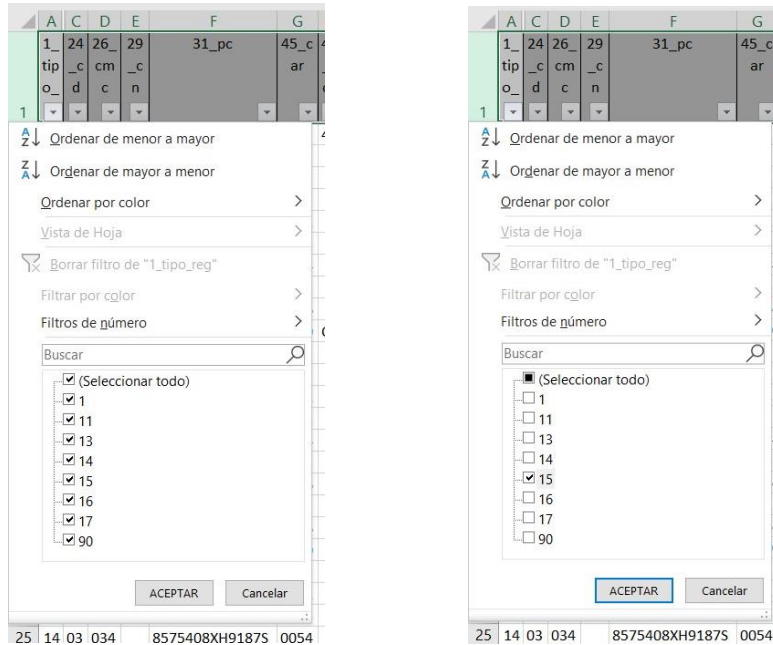 A C D E F G
1_tipo_ 24_cd 26_cmc 29_cn 31_pc 45_car
1
Ordenar de menor a mayor
Ordenar de mayor a menor
Ordenar por color
Vista de Hoja
Borrar filtro de "1_tipo_reg"
Filtrar por color
Filtros de número
Buscar
(Seleccionar todo)
1
11
13
14
15
16
17
90
ACEPTAR Cancelar
25 14 03 034 8575408XH9187S 0054
A C D E F G
1_tipo_ 24_cd 26_cmc 29_cn 31_pc 45_car
1
Ordenar de menor a mayor
Ordenar de mayor a menor
Ordenar por color
Vista de Hoja
Borrar filtro de "1_tipo_reg"
Filtrar por color
Filtros de número
Buscar
(Seleccionar todo)
1
11
13
14
15
16
17
90
ACEPTAR Cancelar
25 14 03 034 8575408XH9187S 0054